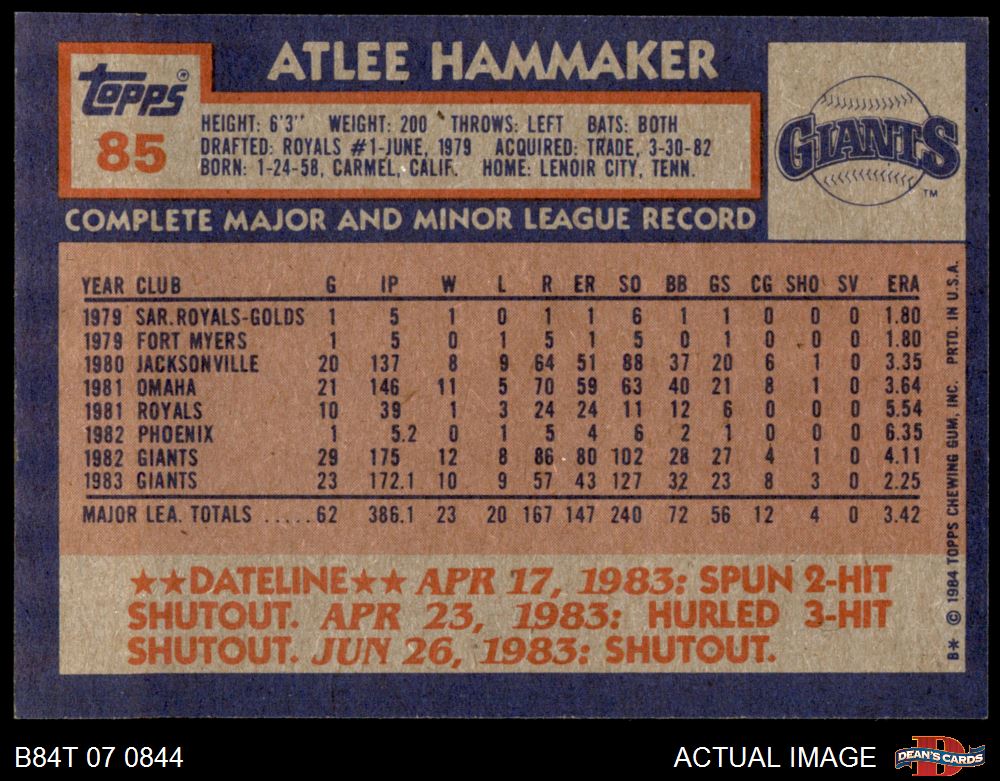 ATLEE HAMMAKER
Topps®
85
HEIGHT: 6'3" WEIGHT: 200 THROWS: LEFT BATS: BOTH
DRAFTED: ROYALS #1-JUNE, 1979 ACQUIRED: TRADE, 3-30-82
BORN: 1-24-58, CARMEL, CALIF. HOME: LENOIR CITY, TENN.
GIANTS
TM
COMPLETE MAJOR AND MINOR LEAGUE RECORD
YEAR CLUB G IP W L R ER SO BB GS CG SHO SV ERA
1979 SAR.ROYALS-GOLDS 1 5 1 0 1 1 6 1 1 0 0 0 1.80
1979 FORT MYERS 1 5 0 1 5 1 5 0 1 0 0 0 1.80
1980 JACKSONVILLE 20 137 8 9 64 51 88 37 20 6 1 0 3.35
1981 OMAHA 21 146 11 5 70 59 63 40 21 8 1 0 3.64
1981 ROYALS 10 39 1 3 24 24 11 12 6 0 0 0 5.54
1982 PHOENIX 1 5.2 0 1 5 4 6 2 1 0 0 0 6.35
1982 GIANTS 29 175 12 8 86 80 102 28 27 4 1 0 4.11
1983 GIANTS 23 172.1 10 9 57 43 127 32 23 8 3 0 2.25
MAJOR LEA. TOTALS .....62 386.1 23 20 167 147 240 72 56 12 4 0 3.42
★★DATELINE★★ APR 17, 1983: SPUN 2-HIT
SHUTOUT. APR 23, 1983: HURLED 3-HIT
SHUTOUT. JUN 26, 1983: SHUTOUT.
B* © 1984 TOPPS CHEWING GUM, INC. PRTD. IN U.S.A.
B84T 07 0844
ACTUAL IMAGE
D
DEAN'S CARDS